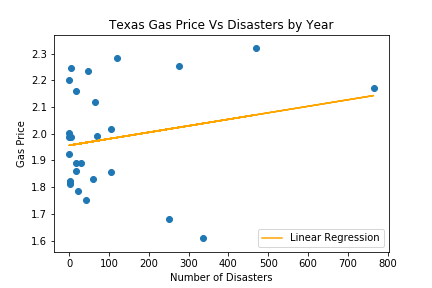 Texas Gas Price Vs Disasters by Year
Gas Price
2.3
2.2
2.1
2.0
1.9
1.8
1.7
1.6
Linear Regression
0 100 200 300 400 500 600 700 800
Number of Disasters